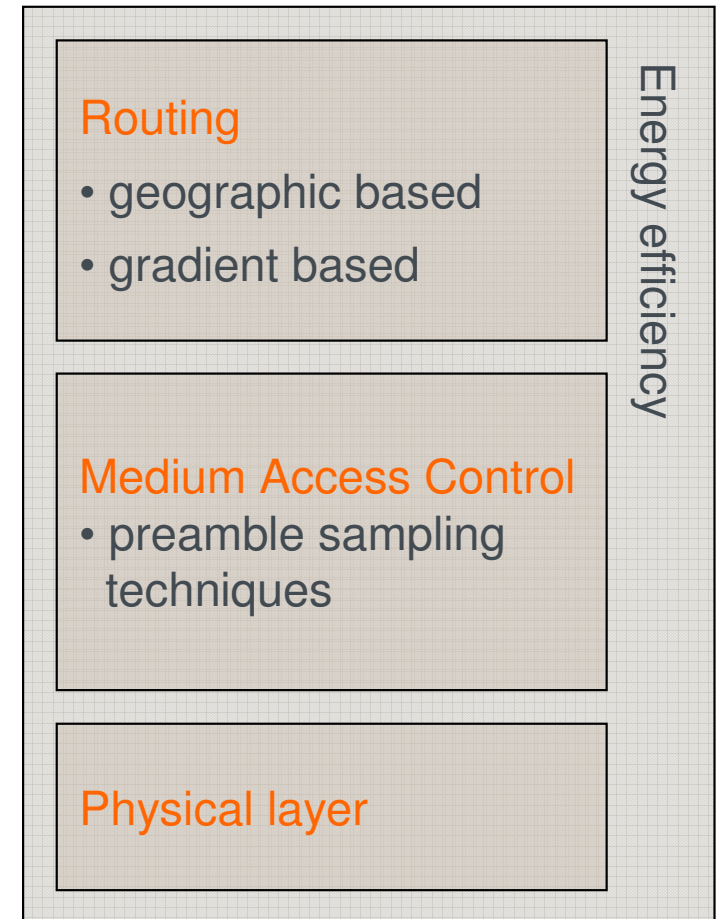 Routing
• geographic based
• gradient based
Medium Access Control
• preamble sampling
techniques
Physical layer
Energy efficiency